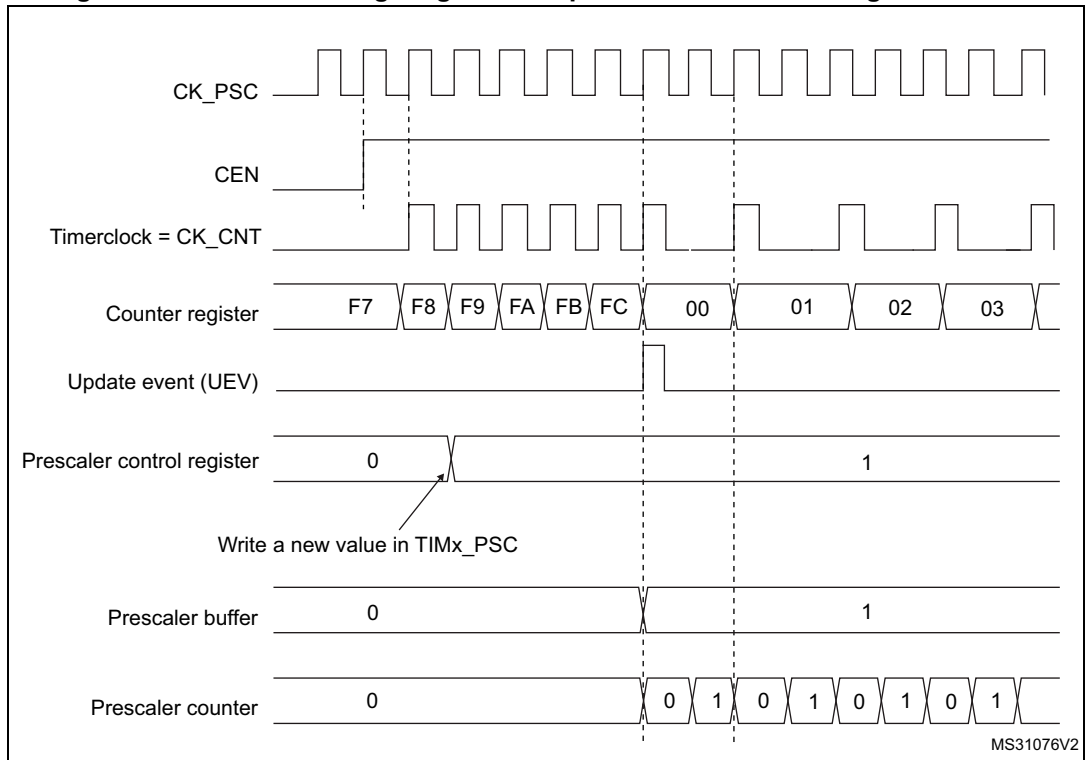 CK_PSC
CEN
Timerclock = CK_CNT
Counter register F7 F8 F9 FA FB FC 00 01 02 03
Update event (UEV)
Prescaler control register 0 1
Write a new value in TIMx_PSC
Prescaler buffer 0 1
Prescaler counter 0 0 1 0 1 0 1 0 1
MS31076V2